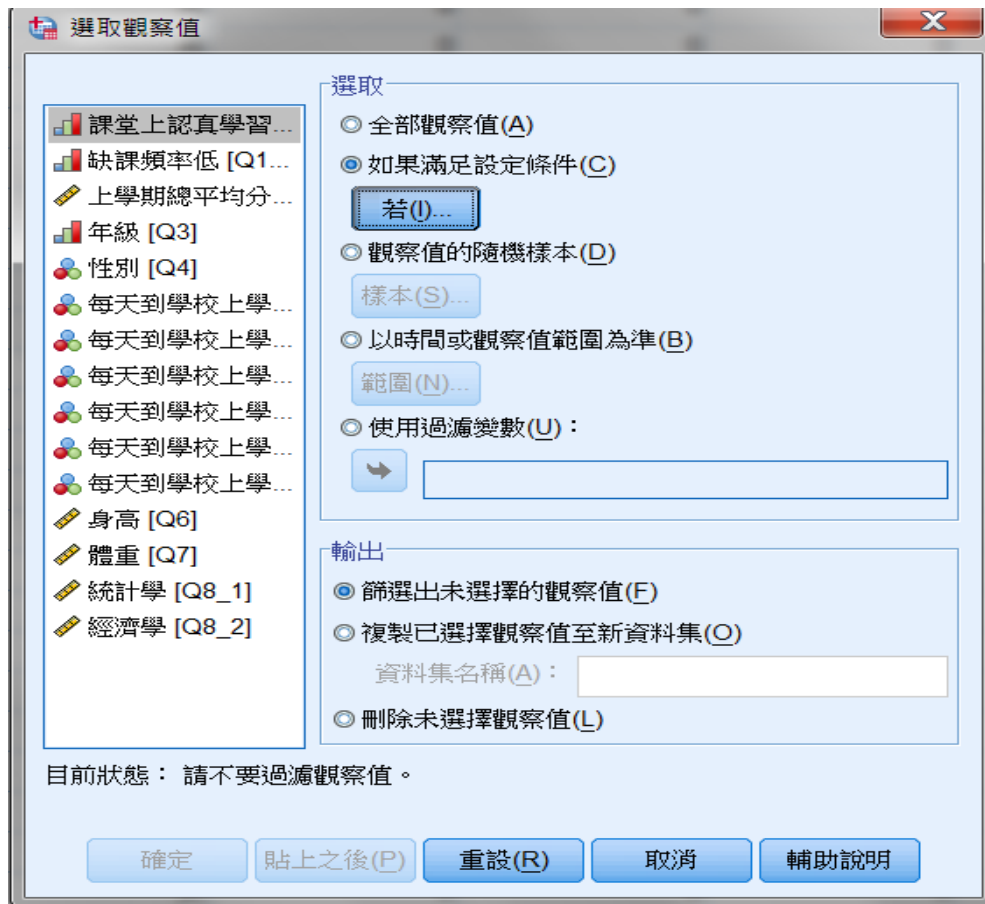 選取觀察值
課堂上認真學習...
缺課頻率低 [Q1...
上學期總平均分...
年級 [Q3]
性別 [Q4]
每天到學校上學...
每天到學校上學...
每天到學校上學...
每天到學校上學...
每天到學校上學...
每天到學校上學...
身高 [Q6]
體重 [Q7]
統計學 [Q8_1]
經濟學 [Q8_2]
選取
全部觀察值(A)
如果滿足設定條件(C)
若(I)...
觀察值的隨機樣本(D)
樣本(S)...
以時間或觀察值範圍為準(B)
範圍(N)...
使用過濾變數(U)：
輸出
篩選出未選擇的觀察值(F)
複製已選擇觀察值至新資料集(O)
資料集名稱(A)：
刪除未選擇觀察值(L)
目前狀態： 請不要過濾觀察值。
確定
貼上之後(P)
重設(R)
取消
輔助說明